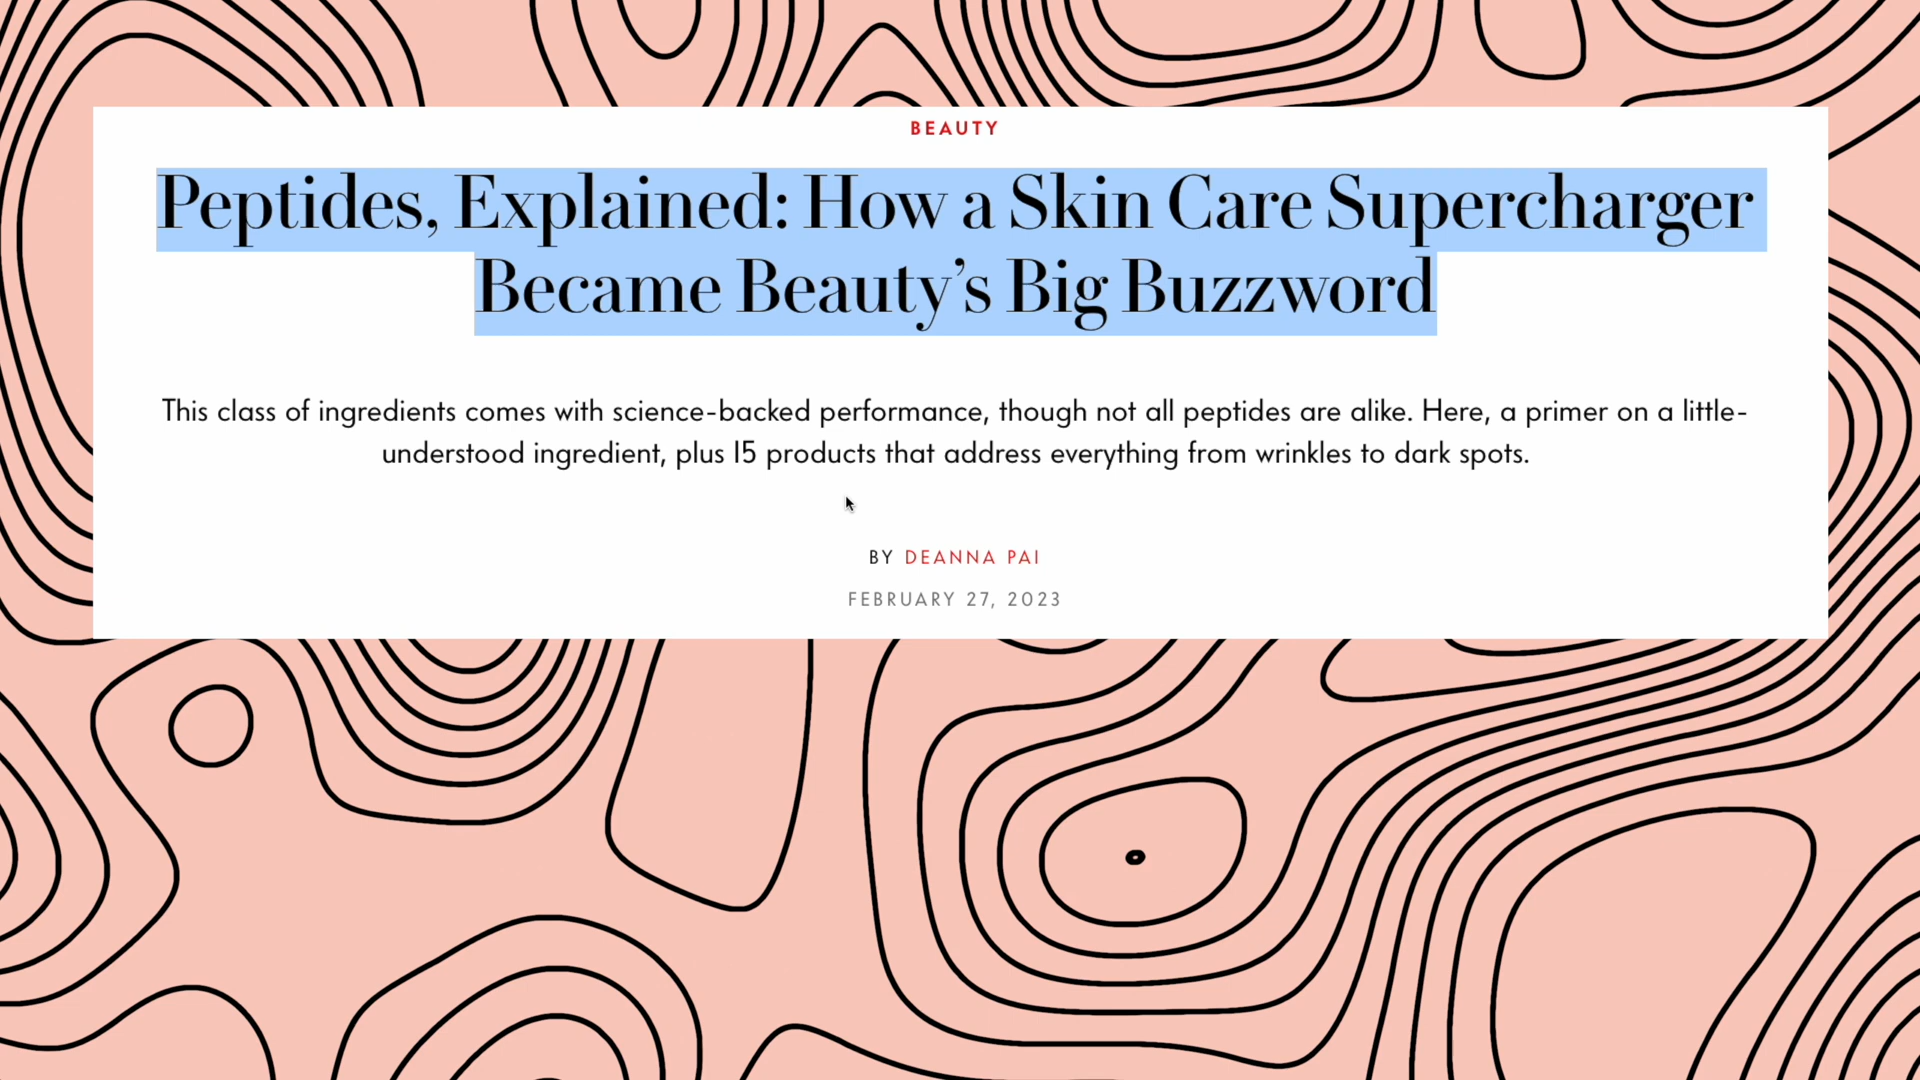 BEAUTY
Peptides, Explained: How a Skin Care Supercharger
Became Beauty’s Big Buzzword
This class of ingredients comes with science-backed performance, though not all peptides are alike. Here, a primer on a little-
understood ingredient, plus 15 products that address everything from wrinkles to dark spots.
BY DEANNA PAI
FEBRUARY 27, 2023